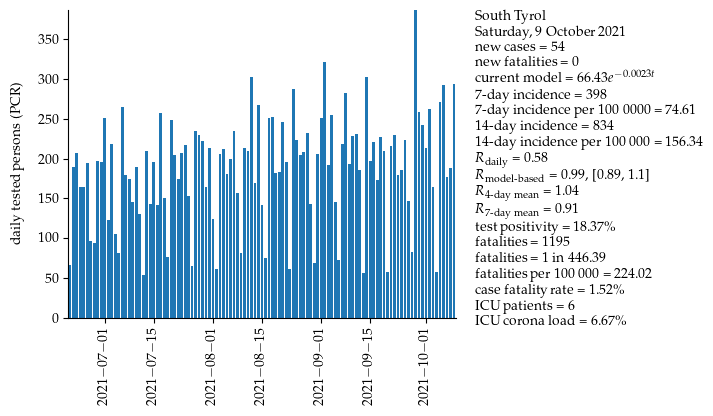 daily tested persons (PCR)
350
300
250
200
150
100
50
0
2021−07−01
2021−07−15
2021−08−01
2021−08−15
2021−09−01
2021−09−15
2021−10−01
South Tyrol
Saturday, 9 October 2021
new cases = 54
new fatalities = 0
current model = 66.43e^−0.0023t
7-day incidence = 398
7-day incidence per 100 0000 = 74.61
14-day incidence = 834
14-day incidence per 100 000 = 156.34
R_daily = 0.58
R_model-based = 0.99, [0.89, 1.1]
R_4-day mean = 1.04
R_7-day mean = 0.91
test positivity = 18.37%
fatalities = 1195
fatalities = 1 in 446.39
fatalities per 100 000 = 224.02
case fatality rate = 1.52%
ICU patients = 6
ICU corona load = 6.67%